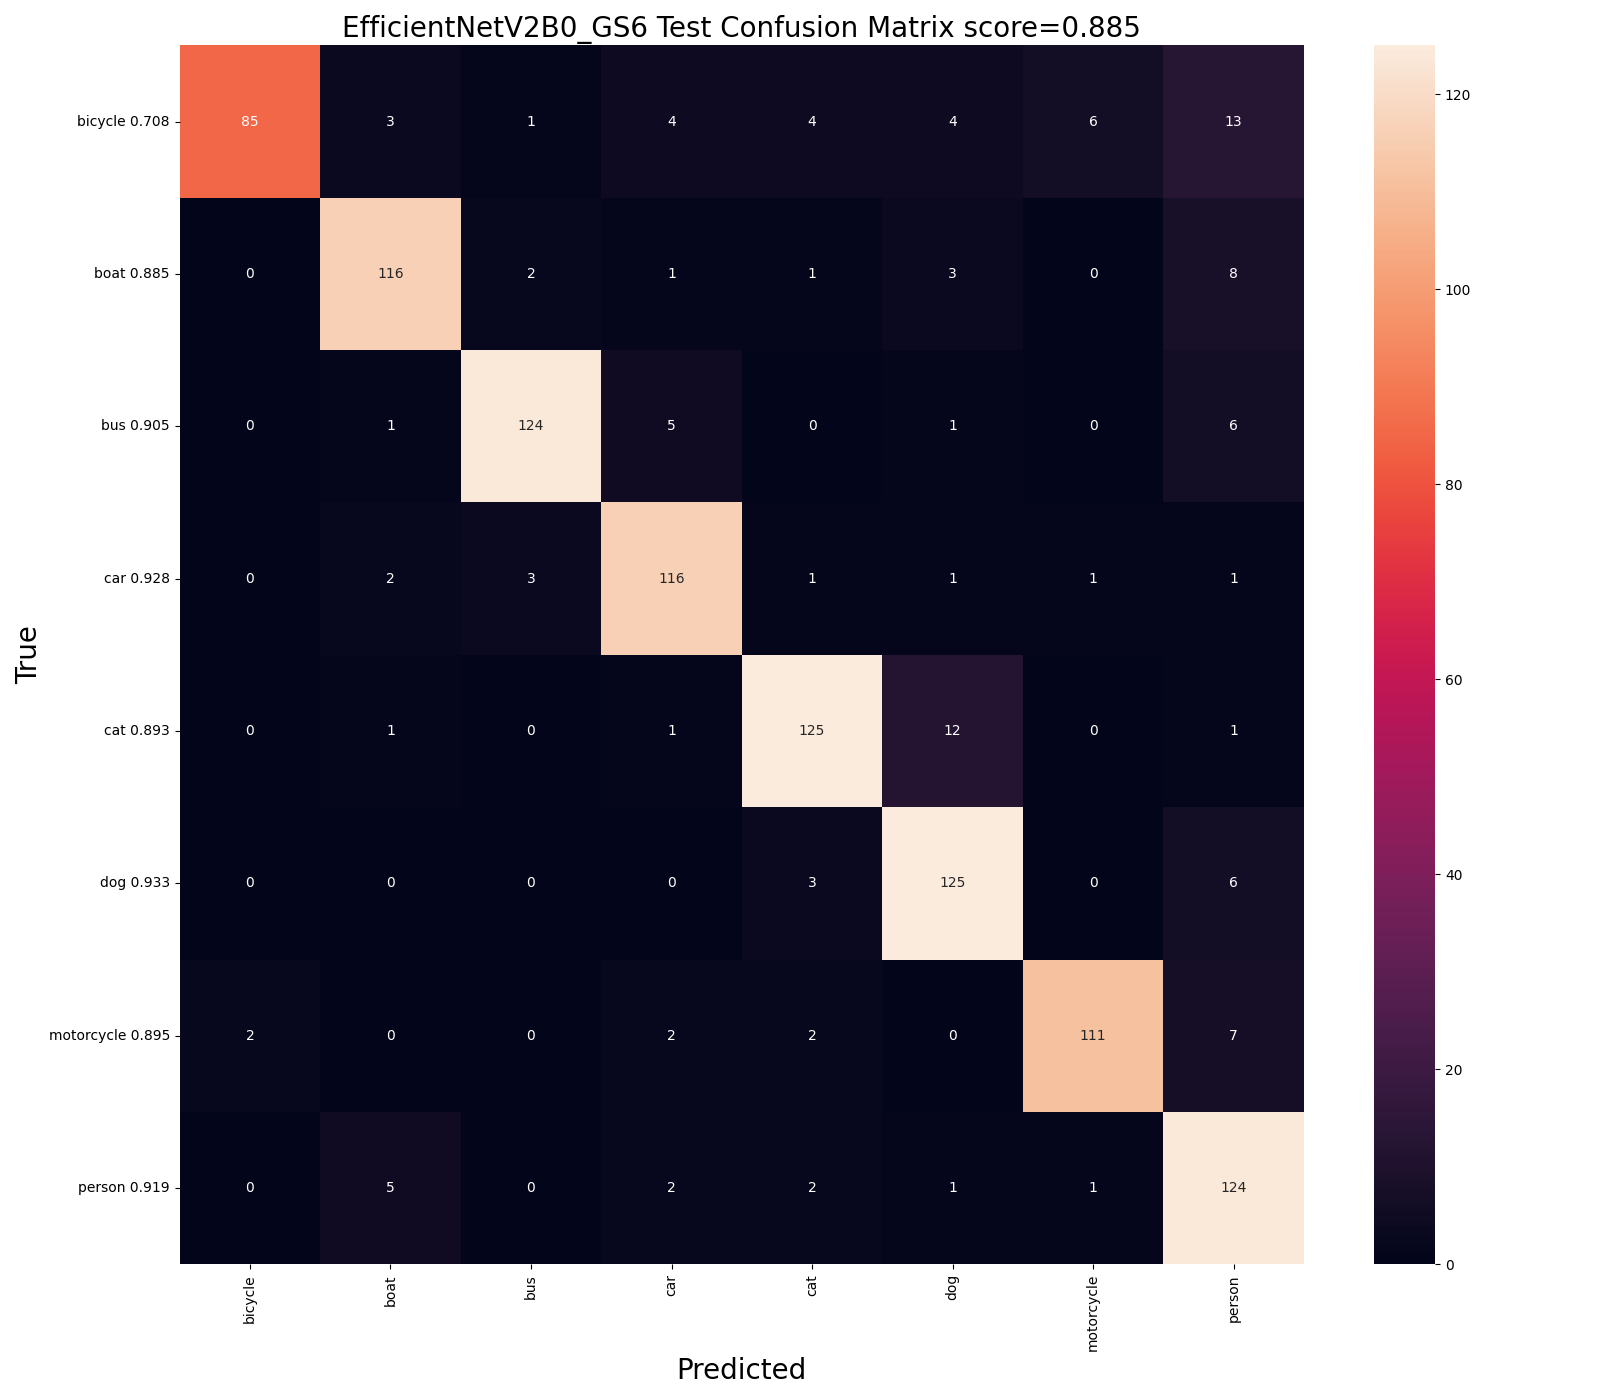 EfficientNetV2B0_GS6 Test Confusion Matrix score=0.885
bicycle 0.708 85 3 1 4 4 4 6 13
boat 0.885 0 116 2 1 1 3 0 8
bus 0.905 0 1 124 5 0 1 0 6
car 0.928 0 2 3 116 1 1 1 1
cat 0.893 0 1 0 1 125 12 0 1
dog 0.933 0 0 0 0 3 125 0 6
motorcycle 0.895 2 0 0 2 2 0 111 7
person 0.919 0 5 0 2 2 1 1 124
True
bicycle boat bus car cat dog motorcycle person
Predicted
120
100
80
60
40
20
0